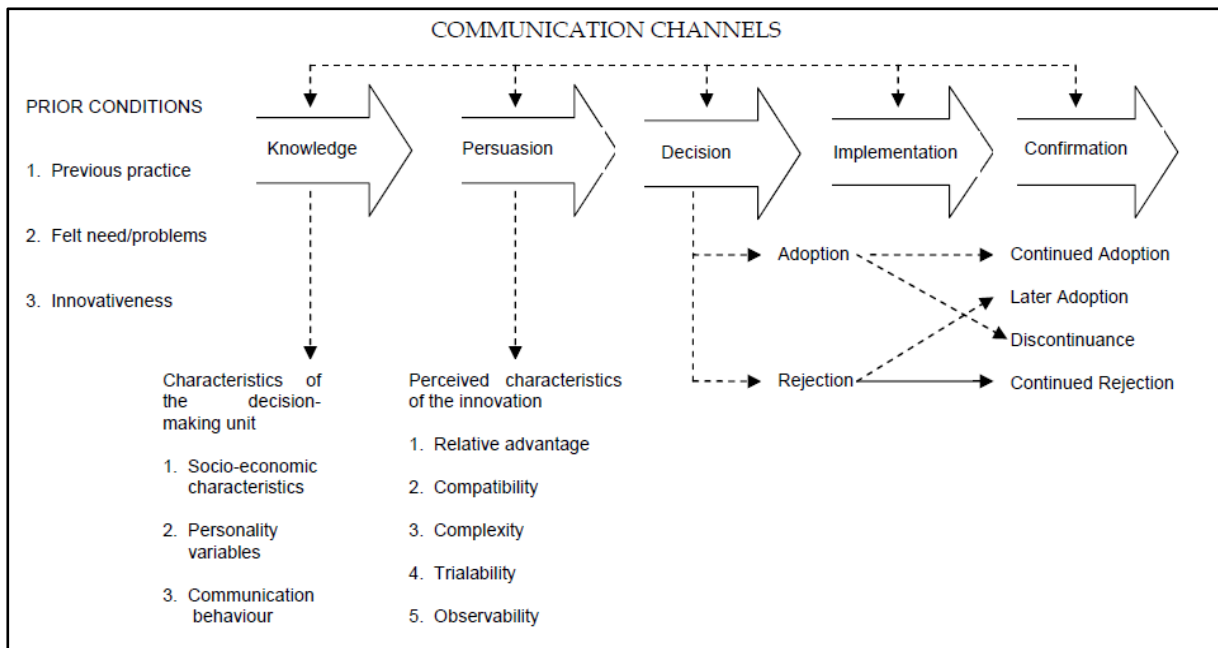 COMMUNICATION CHANNELS
PRIOR CONDITIONS
1. Previous practice
2. Felt need/problems
3. Innovativeness
Knowledge
Persuasion
Decision
Implementation
Confirmation
Adoption
Rejection
Continued Adoption
Later Adoption
Discontinuance
Continued Rejection
Characteristics of
the decision-
making unit
1. Socio-economic
characteristics
2. Personality
variables
3. Communication
behaviour
Perceived characteristics
of the innovation
1. Relative advantage
2. Compatibility
3. Complexity
4. Trialability
5. Observability